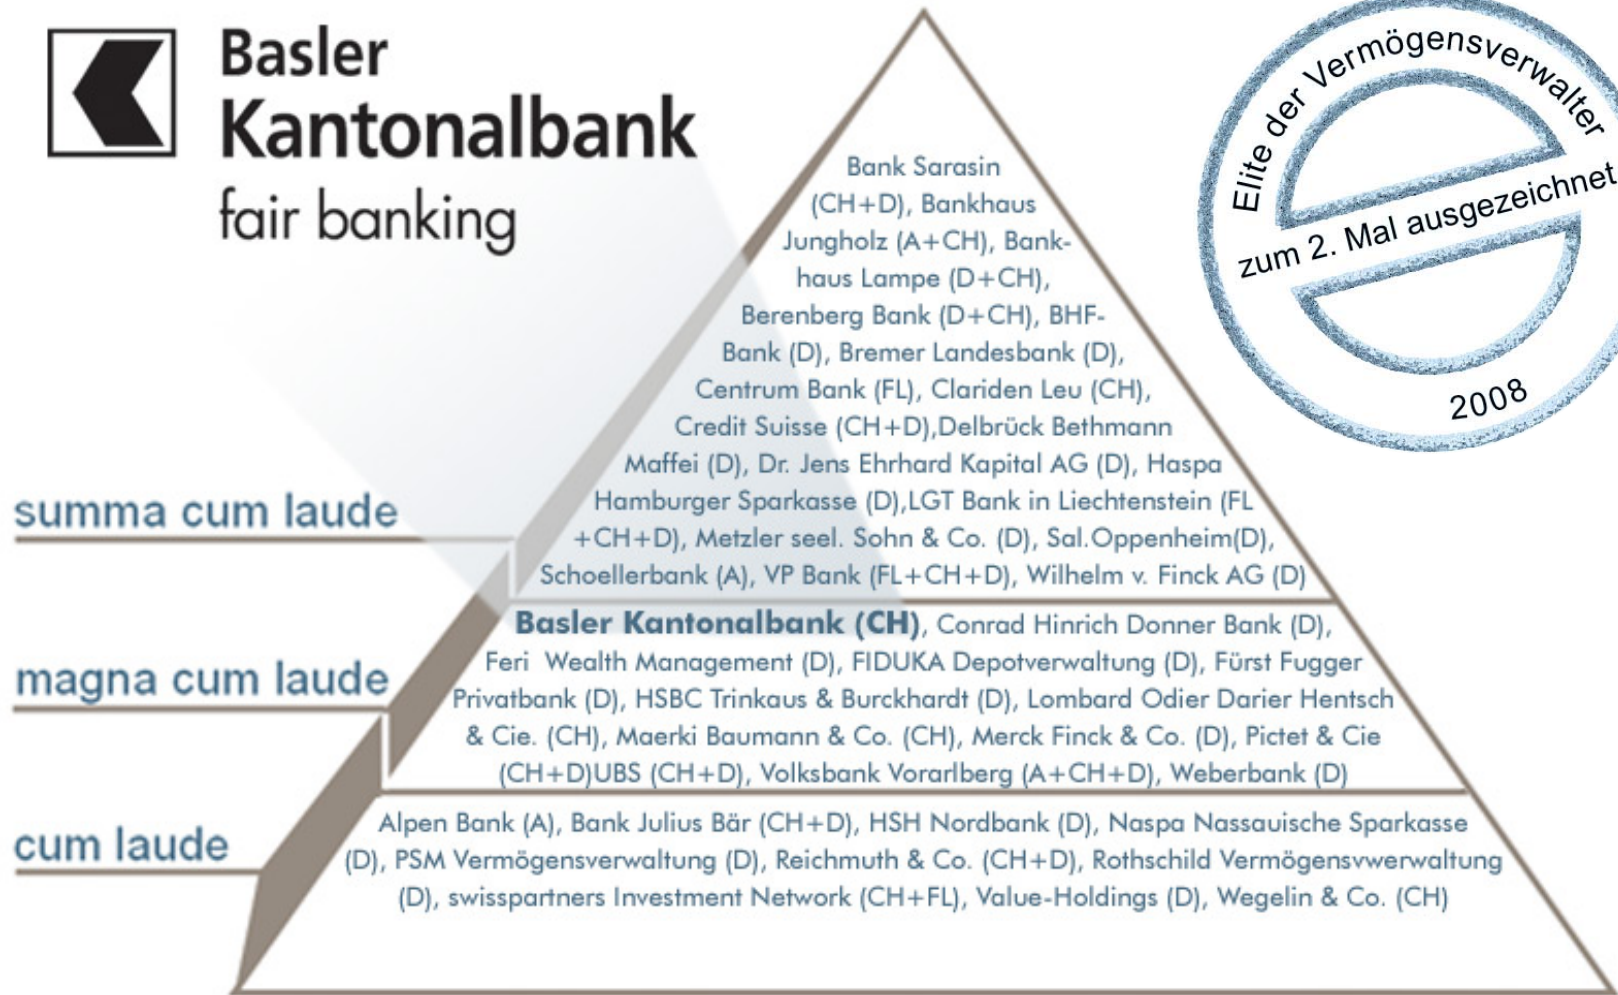 Basler
Kantonalbank
fair banking
Elite der Vermögensverwalter
zum 2. Mal ausgezeichnet
2008
Bank Sarasin
(CH+D), Bankhaus
Jungholz (A+CH), Bank-
haus Lampe (D+CH),
Berenberg Bank (D+CH), BHF-
Bank (D), Bremer Landesbank (D),
Centrum Bank (FL), Clariden Leu (CH),
Credit Suisse (CH+D),Delbrück Bethmann
Maffei (D), Dr. Jens Ehrhard Kapital AG (D), Haspa
Hamburger Sparkasse (D),LGT Bank in Liechtenstein (FL
+CH+D), Metzler seel. Sohn & Co. (D), Sal.Oppenheim(D),
Schoellerbank (A), VP Bank (FL+CH+D), Wilhelm v. Finck AG (D)
summa cum laude
Basler Kantonalbank (CH), Conrad Hinrich Donner Bank (D),
Feri Wealth Management (D), FIDUKA Depotverwaltung (D), Fürst Fugger
Privatbank (D), HSBC Trinkaus & Burckhardt (D), Lombard Odier Darier Hentsch
& Cie. (CH), Maerki Baumann & Co. (CH), Merck Finck & Co. (D), Pictet & Cie
(CH+D)UBS (CH+D), Volksbank Vorarlberg (A+CH+D), Weberbank (D)
magna cum laude
Alpen Bank (A), Bank Julius Bär (CH+D), HSH Nordbank (D), Naspa Nassauische Sparkasse
(D), PSM Vermögensverwaltung (D), Reichmuth & Co. (CH+D), Rothschild Vermögensvwerwaltung
(D), swisspartners Investment Network (CH+FL), Value-Holdings (D), Wegelin & Co. (CH)
cum laude